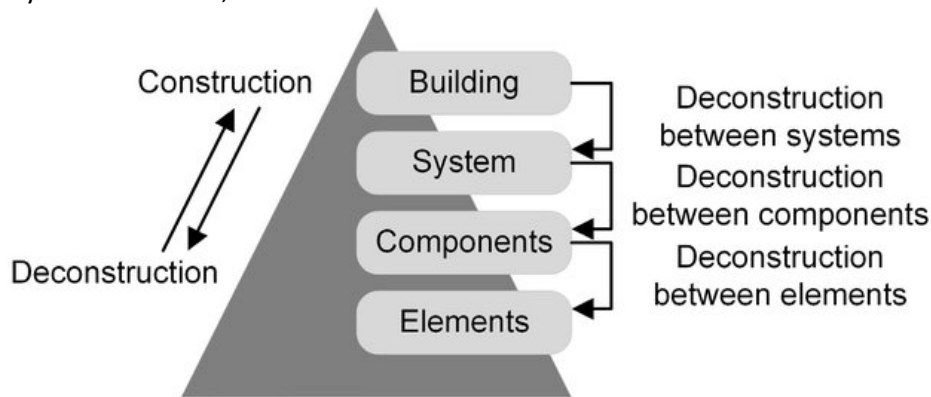 Construction
Deconstruction
Building
System
Components
Elements
Deconstruction
between systems
Deconstruction
between components
Deconstruction
between elements